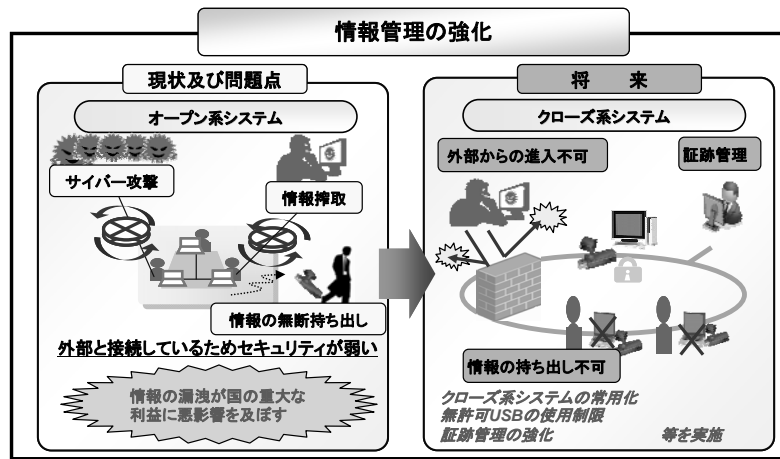 情報管理の強化
現状及び問題点
オープン系システム
サイバー攻撃
情報搾取
情報の無断持ち出し
外部と接続しているためセキュリティが弱い
情報の漏洩が国の重大な
利益に悪影響を及ぼす
将　来
クローズ系システム
外部からの進入不可
証跡管理
情報の持ち出し不可
クローズ系システムの常用化
無許可USBの使用制限
証跡管理の強化　等を実施